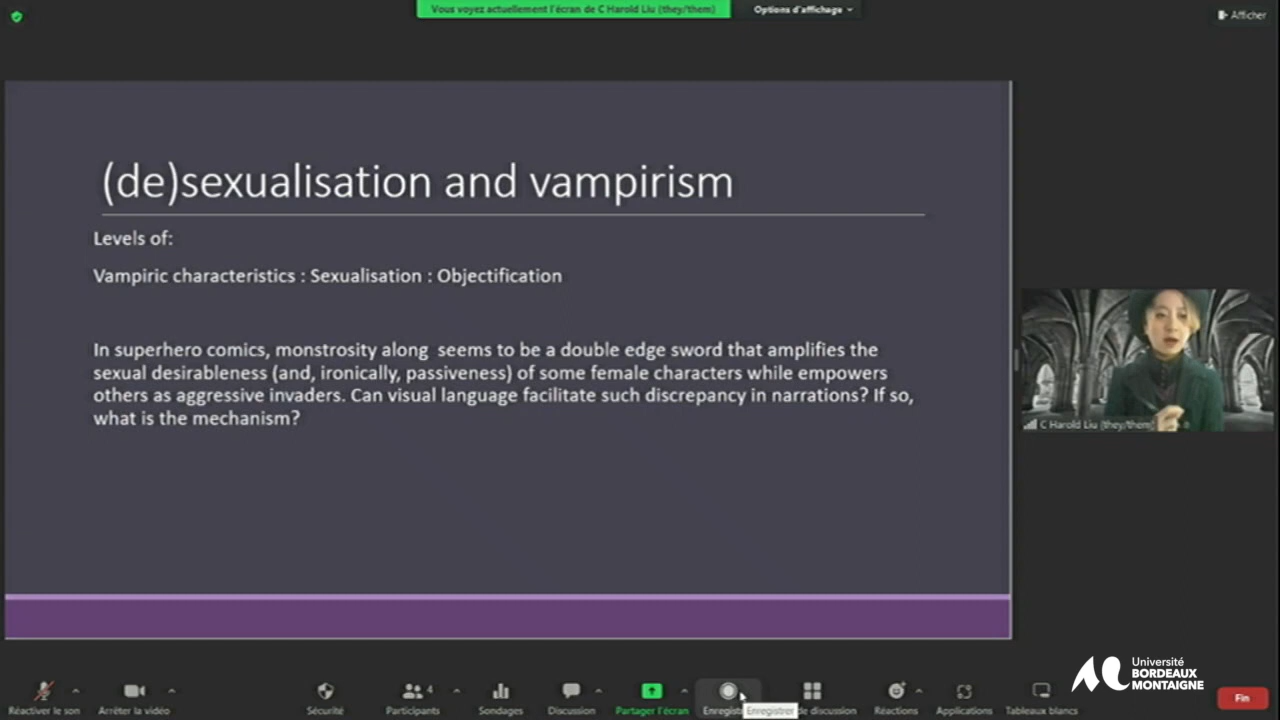 Vous voyez actuellement l'écran de C Harold Liu (they/them)
Options d'affichage
Afficher
(de)sexualisation and vampirism
Levels of:
Vampiric characteristics : Sexualisation : Objectification
In superhero comics, monstrosity along seems to be a double edge sword that amplifies the
sexual desirableness (and, ironically, passiveness) of some female characters while empowers
others as aggressive invaders. Can visual language facilitate such discrepancy in narrations? If so,
what is the mechanism?
C Harold Liu (they/them)
Université
BORDEAUX
MONTAIGNE
4
Réactiver le son
Arrêter la vidéo
Sécurité
Participants
Sondages
Discussion
Partager l'écran
Enregistrer
de discussion
Réactions
Applications
Tableaux blancs
Fin